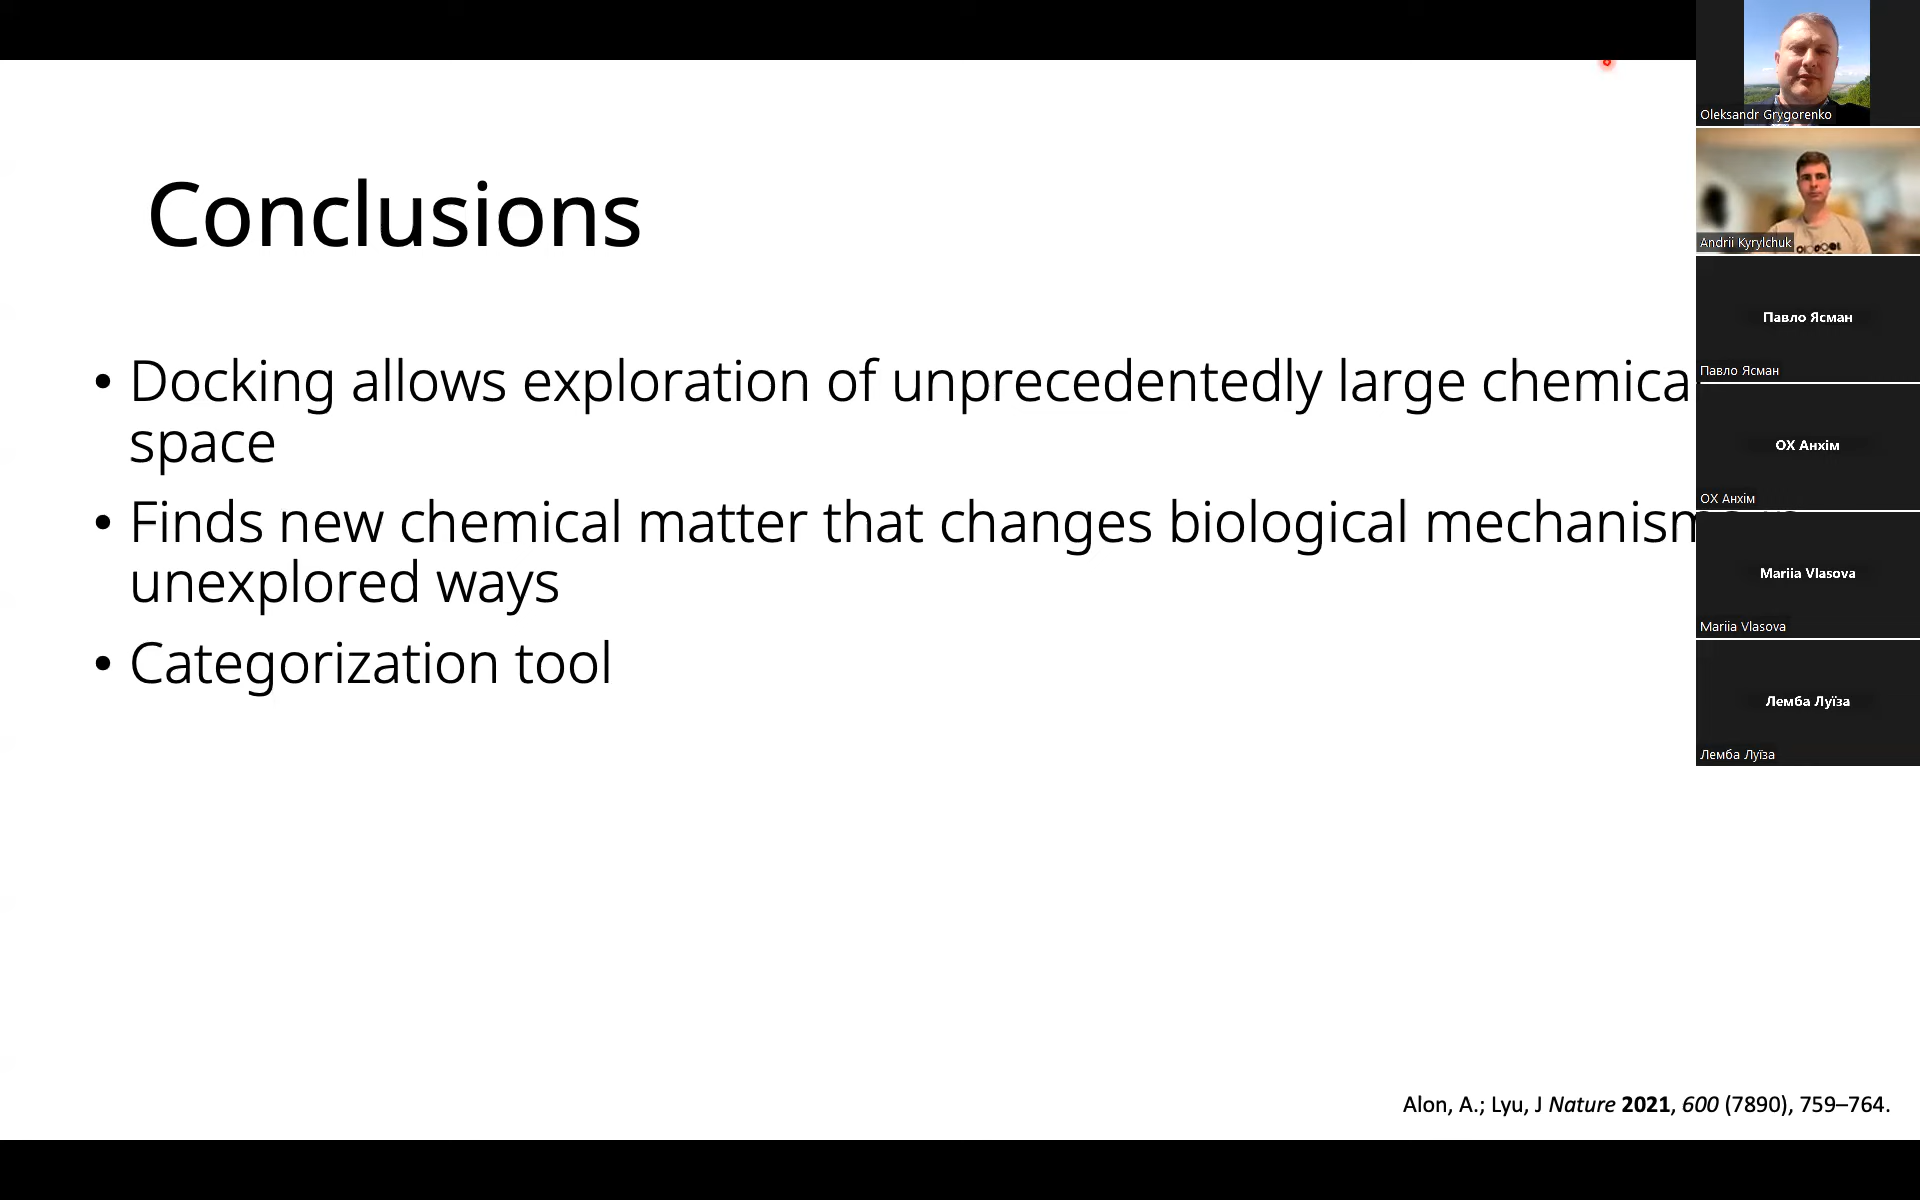 Conclusions
• Docking allows exploration of unprecedentedly large chemica
space
• Finds new chemical matter that changes biological mechanism
unexplored ways
• Categorization tool
Alon, A.; Lyu, J Nature 2021, 600 (7890), 759–764.
Oleksandr Grygorenko
Andrii Kyrylchuk
Павло Ясман
Павло Ясман
ОХ Анхім
ОХ Анхім
Mariia Vlasova
Mariia Vlasova
Лемба Луїза
Лемба Луїза